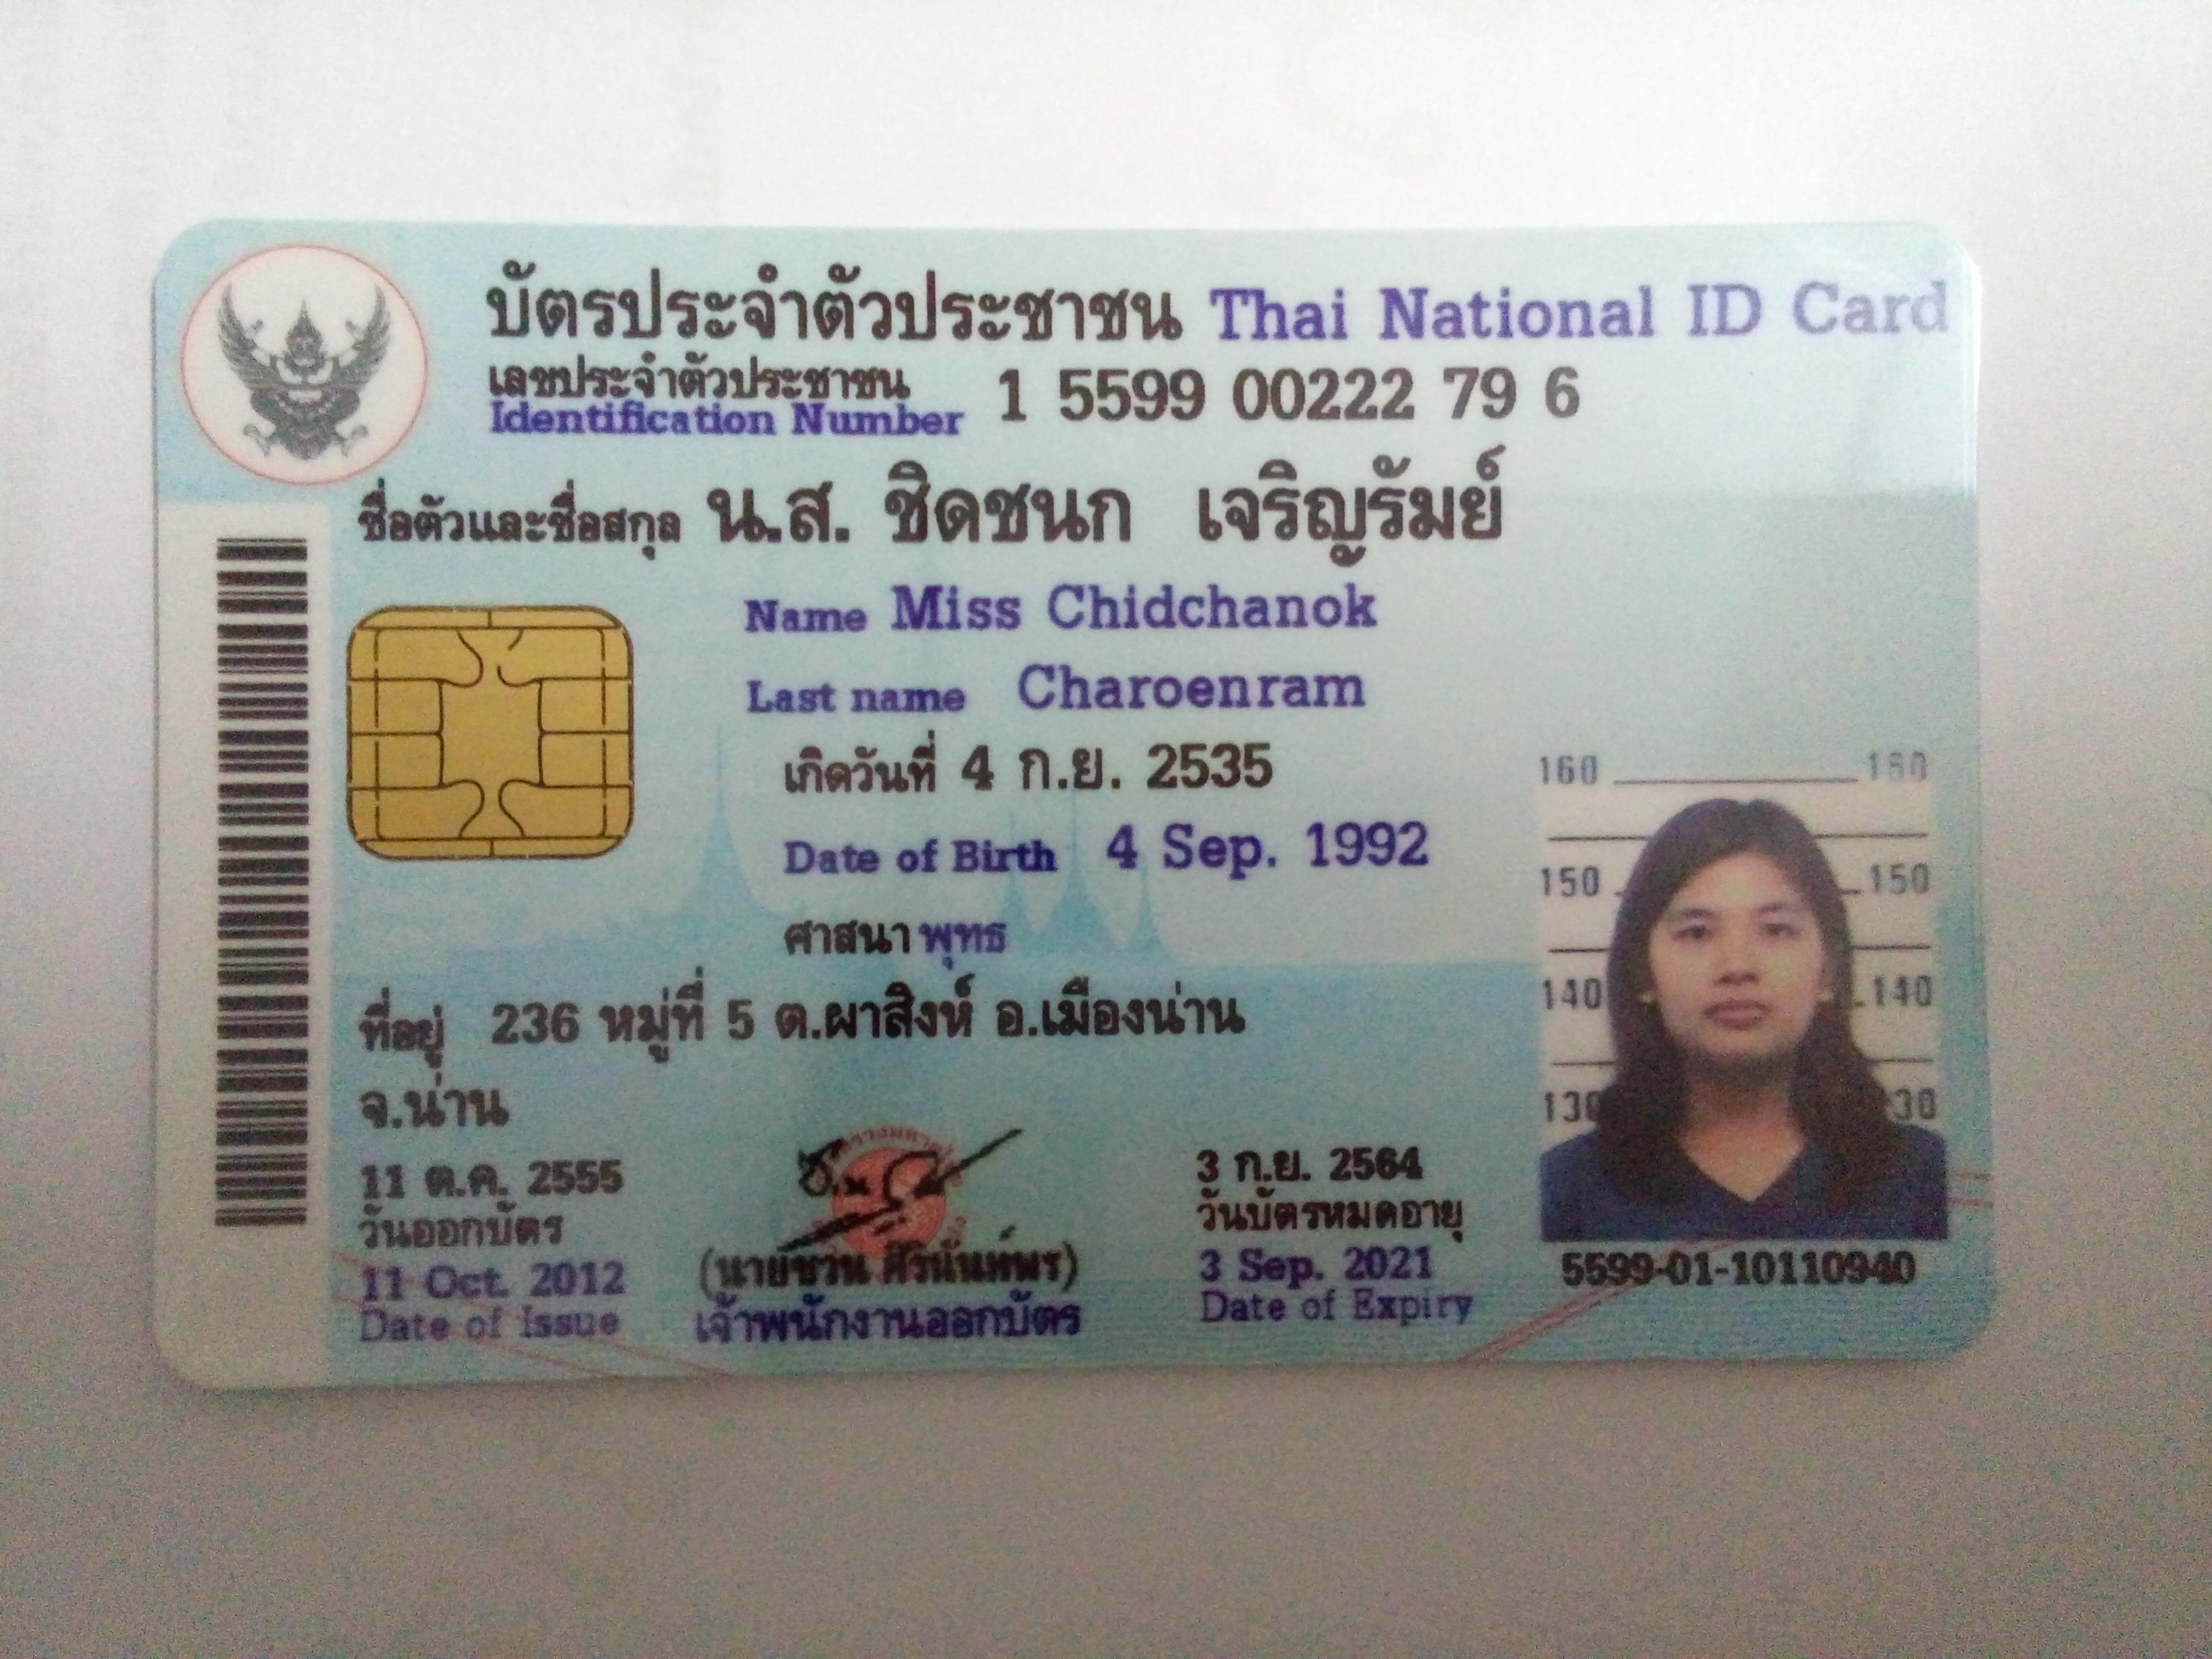 บัตรประจำตัวประชาชน Thai National ID Card
เลขประจำตัวประชาชน
Identification Number
1 5599 00222 79 6
ชื่อตัวและชื่อสกุล น.ส. ชิดชนก เจริญรัมย์
Name Miss Chidchanok
Last name Charoenram
เกิดวันที่ 4 ก.ย. 2535
Date of Birth 4 Sep. 1992
ศาสนา พุทธ
ที่อยู่ 236 หมู่ที่ 5 ต.ผาสิงห์ อ.เมืองน่าน
จ.น่าน
11 ต.ค. 2555
วันออกบัตร
11 Oct. 2012
Date of Issue
เจ้าพนักงานออกบัตร
3 ก.ย. 2564
วันบัตรหมดอายุ
3 Sep. 2021
Date of Expiry
160 160
150 150
140 140
130 30
5599-01-10110940